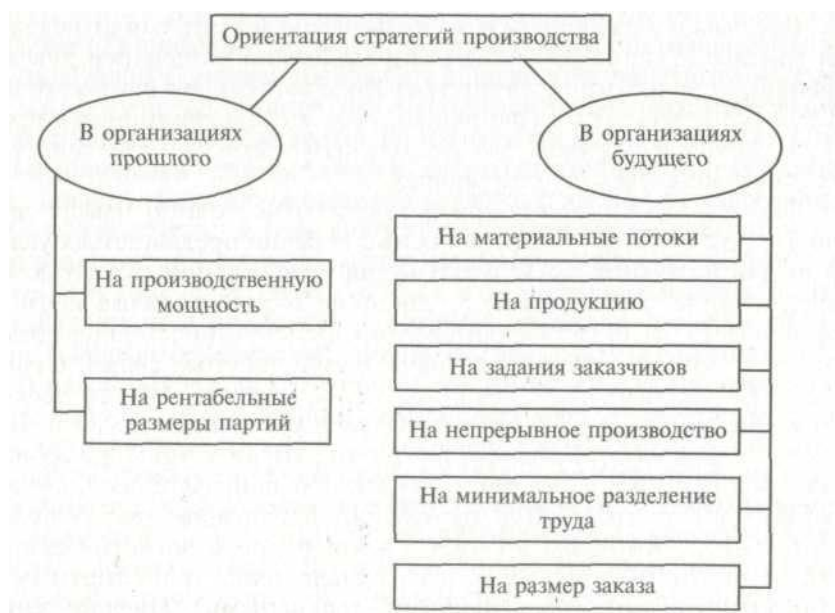 Ориентация стратегий производства
В организациях
прошлого
В организациях
будущего
На производственную
мощность
На рентабельные
размеры партий
На материальные потоки
На продукцию
На задания заказчиков
На непрерывное производство
На минимальное разделение
труда
На размер заказа